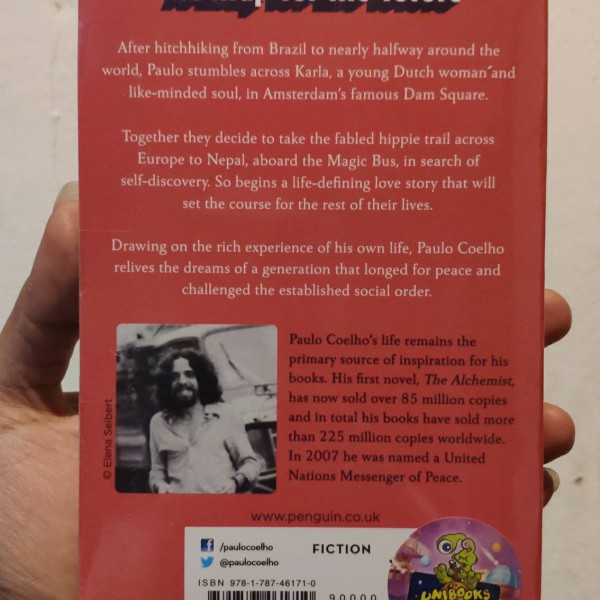 After hitchhiking from Brazil to nearly halfway around the
world, Paulo stumbles across Karla, a young Dutch woman and
like-minded soul, in Amsterdam's famous Dam Square.
Together they decide to take the fabled hippie trail across
Europe to Nepal, aboard the Magic Bus, in search of
self-discovery. So begins a life-defining love story that will
set the course for the rest of their lives.
Drawing on the rich experience of his own life, Paulo Coelho
relives the dreams of a generation that longed for peace and
challenged the established social order.
© Elena Seibert
Paulo Coelho's life remains the
primary source of inspiration for his
books. His first novel, The Alchemist,
has now sold over 85 million copies
and in total his books have sold more
than 225 million copies worldwide.
In 2007 he was named a United
Nations Messenger of Peace.
www.penguin.co.uk
/paulocoelho
@paulocoelho
FICTION
ISBN 978-1-787-46171-0
90000
UNIBOOKS